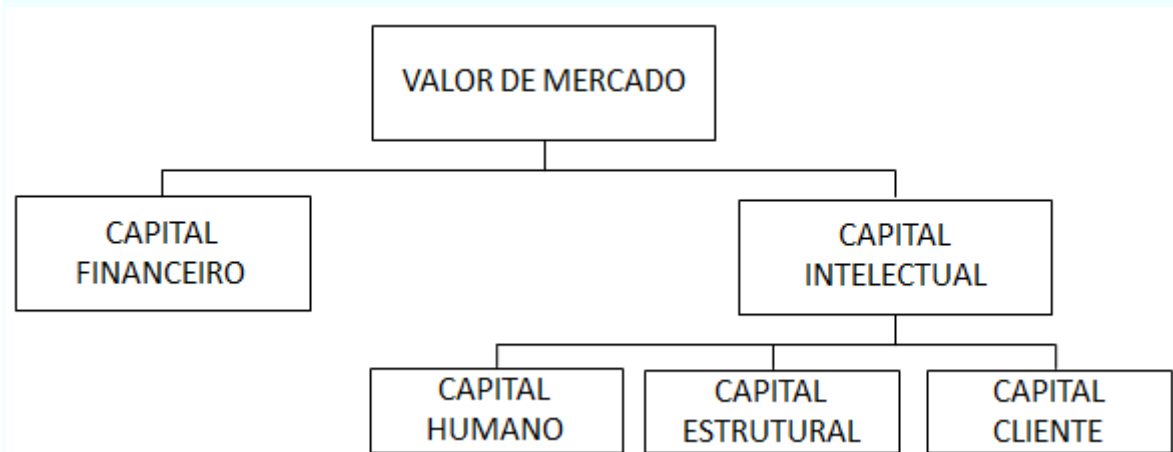 VALOR DE MERCADO
CAPITAL
FINANCEIRO
CAPITAL
INTELECTUAL
CAPITAL
HUMANO
CAPITAL
ESTRUTURAL
CAPITAL
CLIENTE